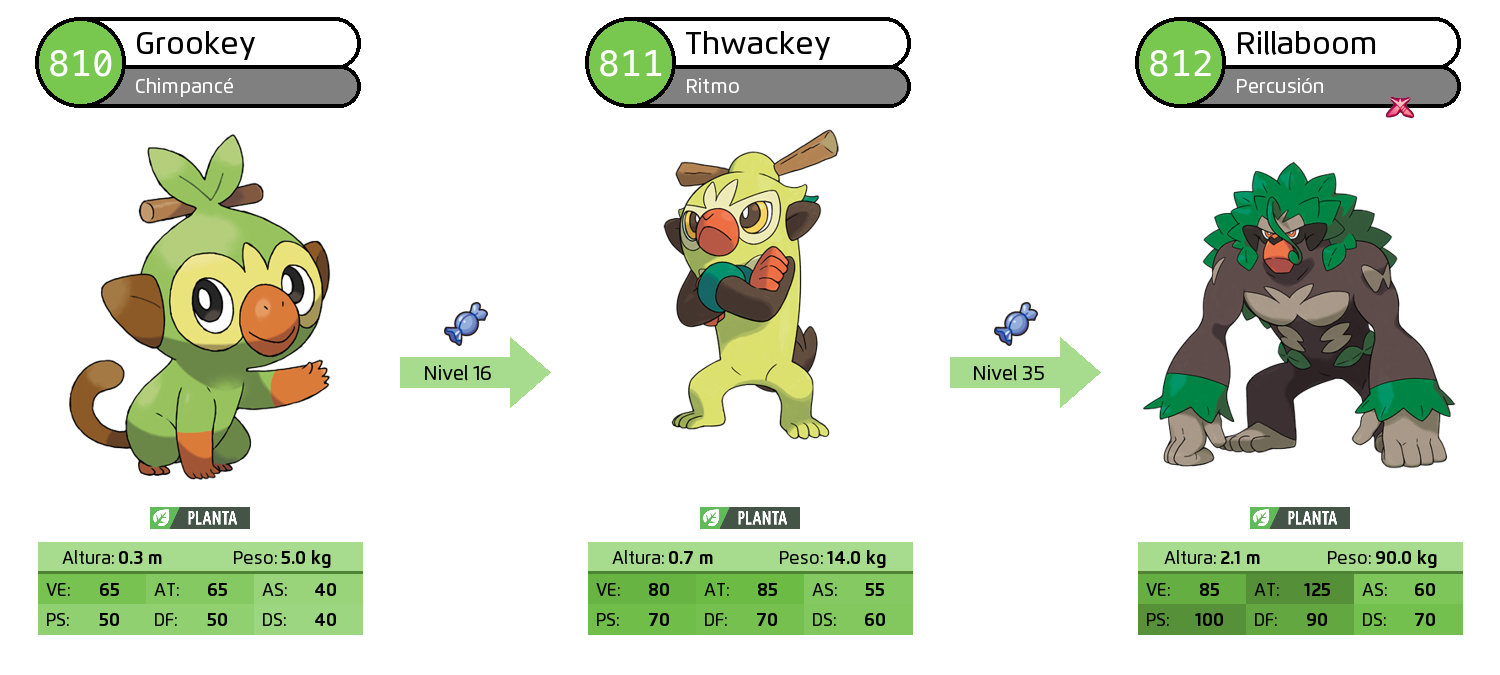 810
Grookey
Chimpancé
811
Thwackey
Ritmo
812
Rillaboom
Percusión
Nivel 16
Nivel 35
PLANTA
PLANTA
PLANTA
Altura: 0.3 m Peso: 5.0 kg
VE: 65 AT: 65 AS: 40
PS: 50 DF: 50 DS: 40
Altura: 0.7 m Peso: 14.0 kg
VE: 80 AT: 85 AS: 55
PS: 70 DF: 70 DS: 60
Altura: 2.1 m Peso: 90.0 kg
VE: 85 AT: 125 AS: 60
PS: 100 DF: 90 DS: 70